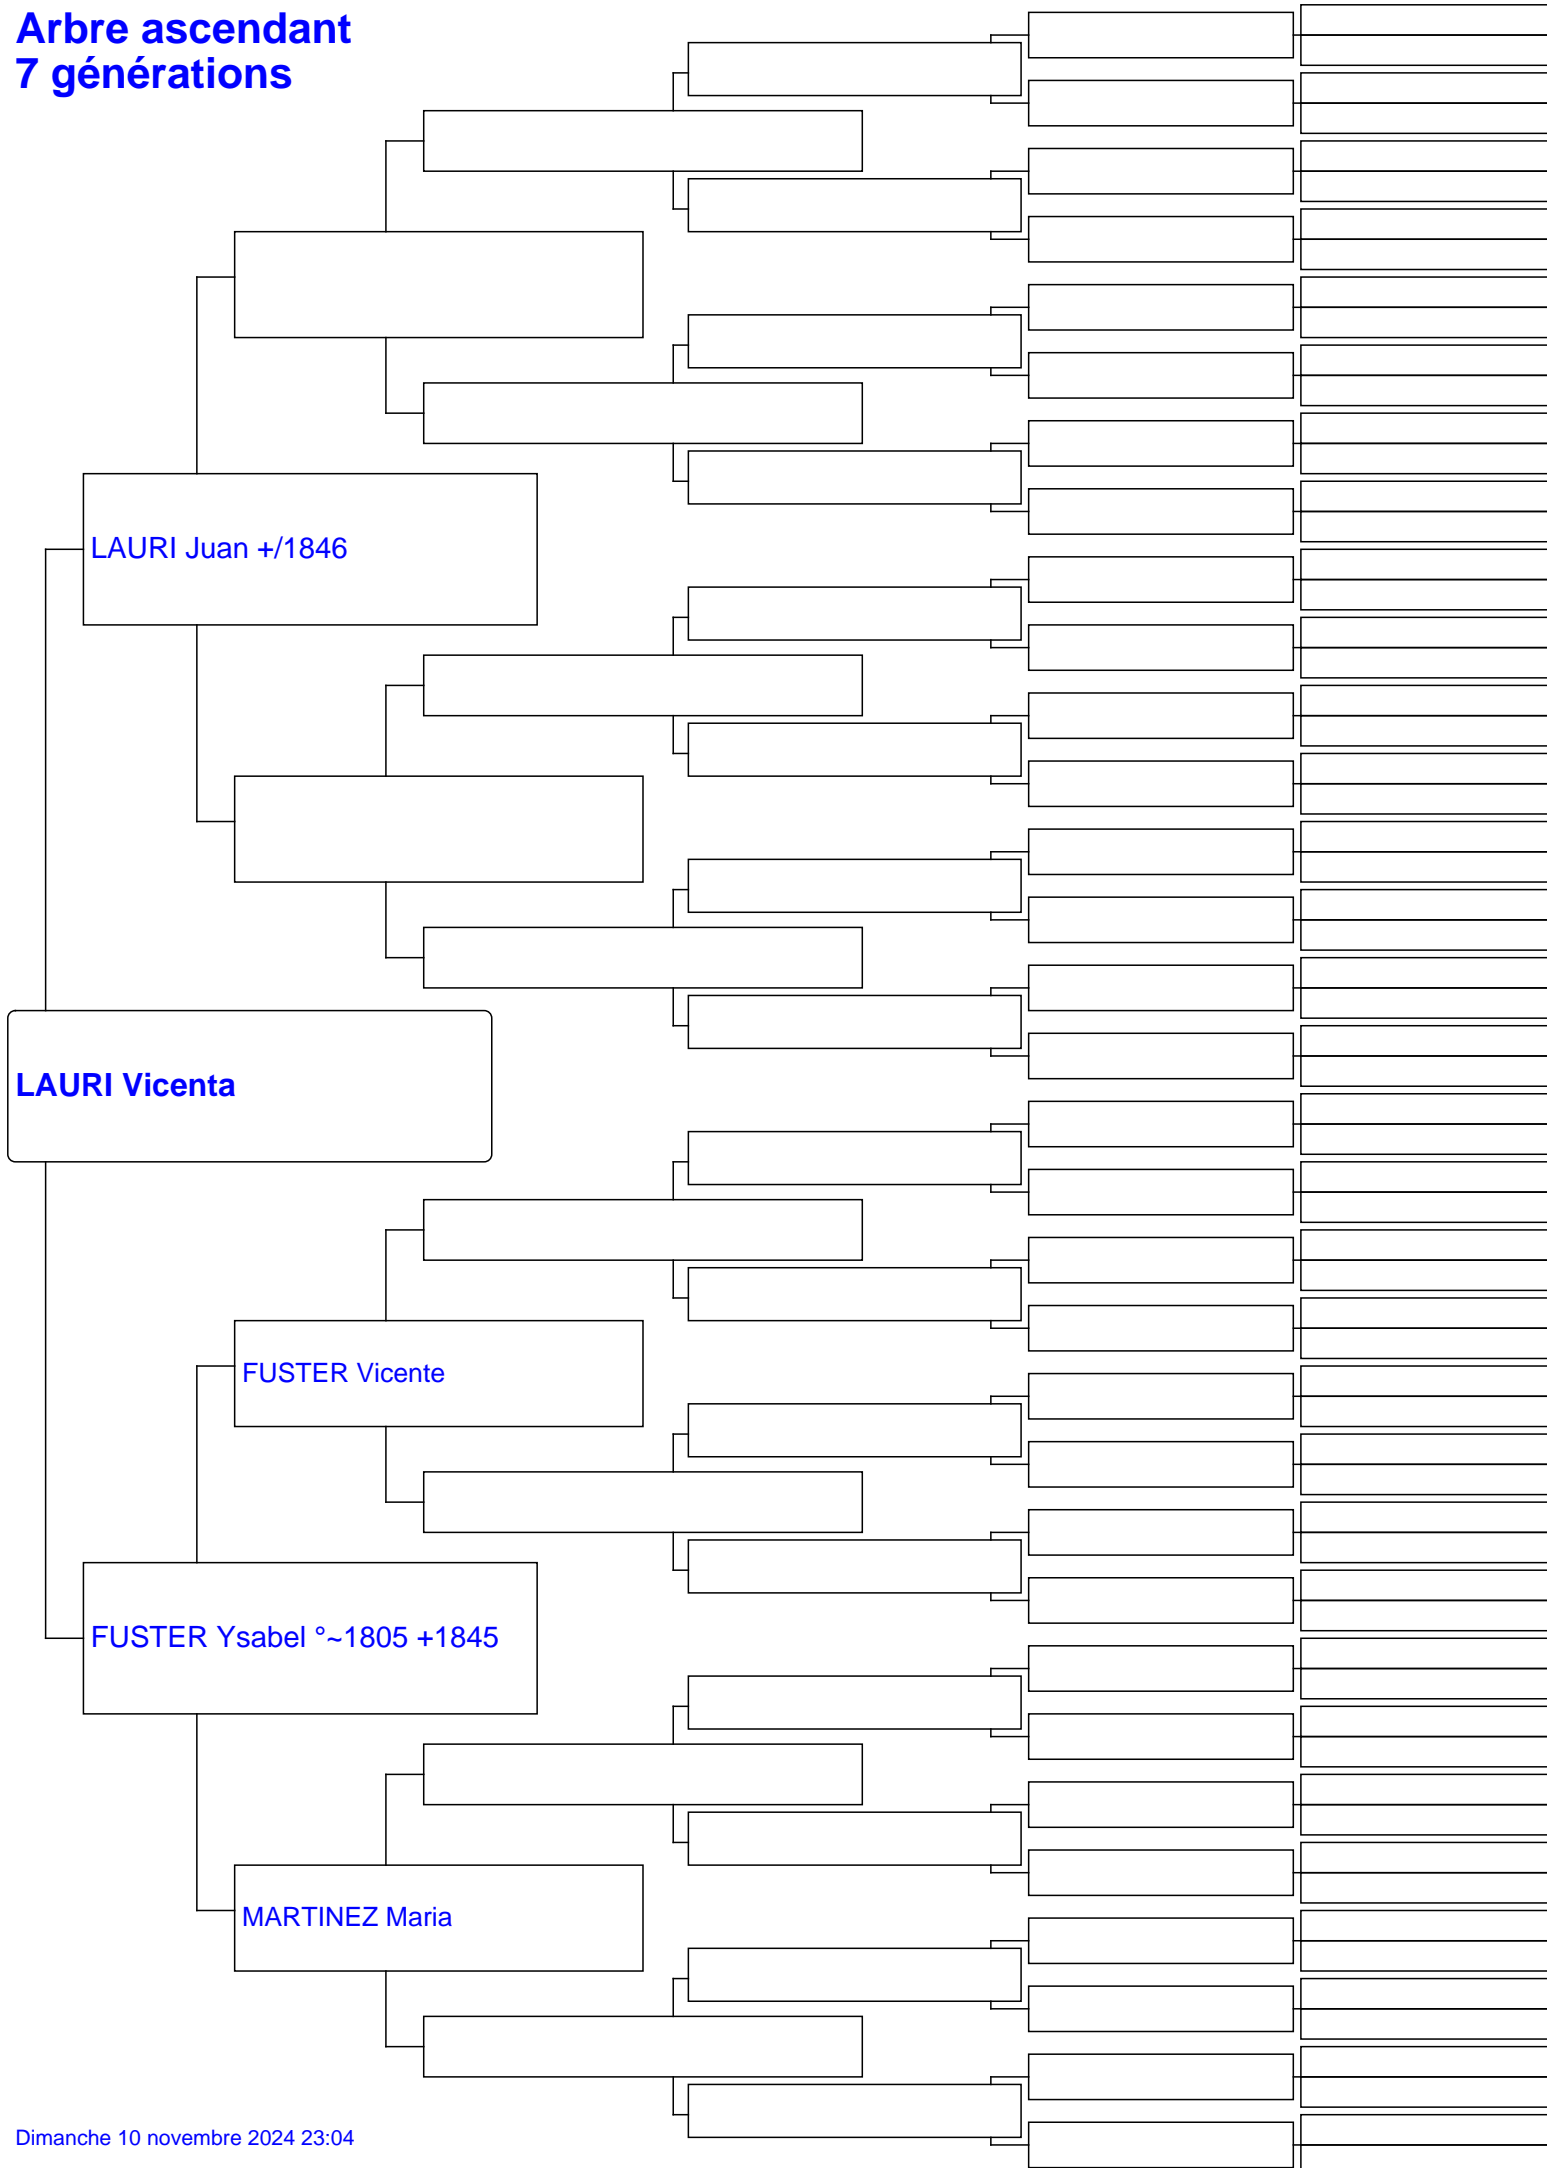 Arbre ascendant
7 générations
LAURI Juan +/1846
LAURI Vicenta
FUSTER Vicente
FUSTER Ysabel °~1805 +1845
MARTINEZ Maria
Dimanche 10 novembre 2024 23:04